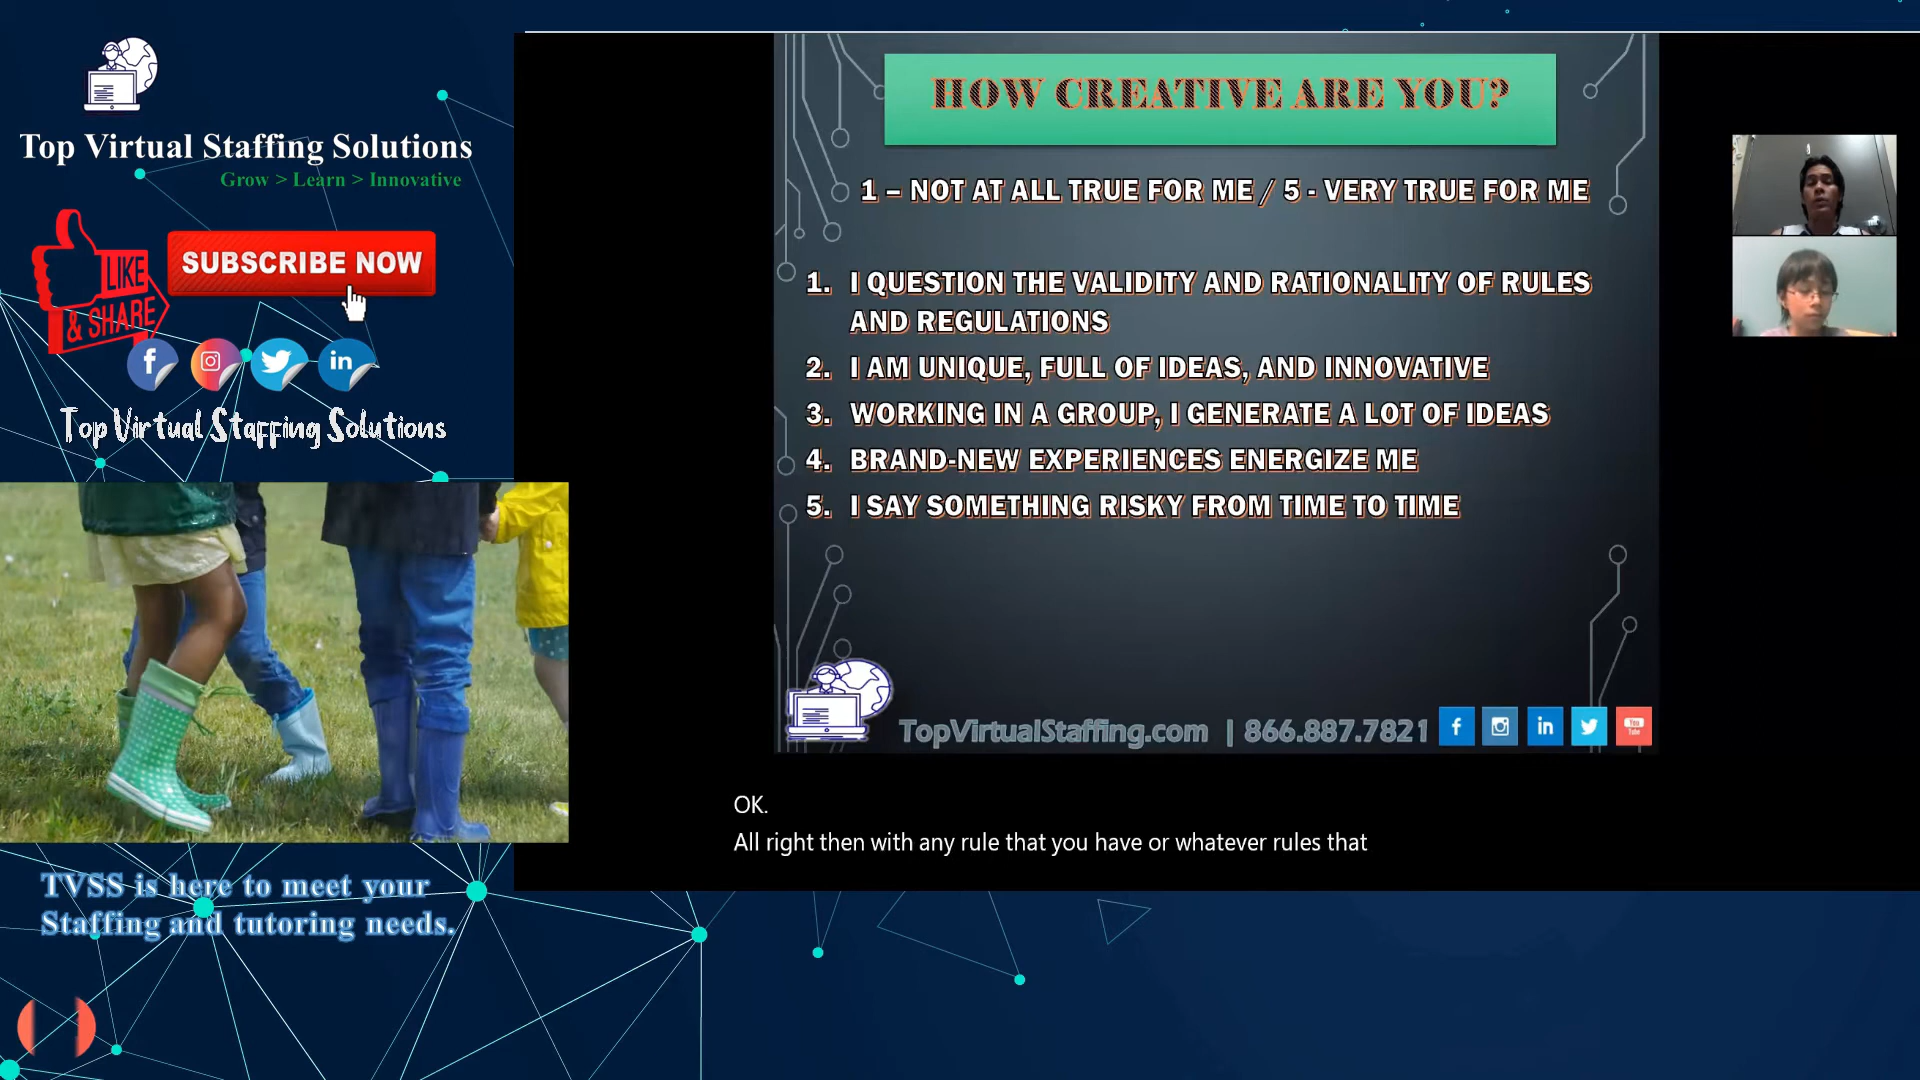 Top Virtual Staffing Solutions
Grow > Learn > Innovative
LIKE
& SHARE
SUBSCRIBE NOW
Top Virtual Staffing Solutions
TVSS is here to meet your
Staffing and tutoring needs.
HOW CREATIVE ARE YOU?
1 – NOT AT ALL TRUE FOR ME / 5 - VERY TRUE FOR ME
1. I QUESTION THE VALIDITY AND RATIONALITY OF RULES
AND REGULATIONS
2. I AM UNIQUE, FULL OF IDEAS, AND INNOVATIVE
3. WORKING IN A GROUP, I GENERATE A LOT OF IDEAS
4. BRAND-NEW EXPERIENCES ENERGIZE ME
5. I SAY SOMETHING RISKY FROM TIME TO TIME
TopVirtualStaffing.com | 866.887.7821
You
Tube
OK.
All right then with any rule that you have or whatever rules that